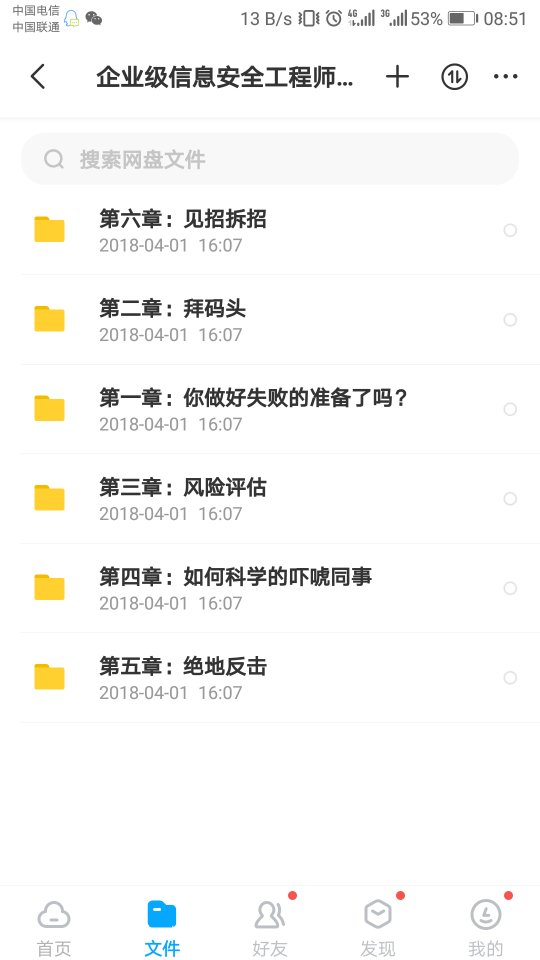 中国电信
中国联通
13 B/s 4G 3G 53% 08:51
企业级信息安全工程师...
搜索网盘文件
第六章：见招拆招
2018-04-01 16:07
第二章：拜码头
2018-04-01 16:07
第一章：你做好失败的准备了吗？
2018-04-01 16:07
第三章：风险评估
2018-04-01 16:07
第四章：如何科学的吓唬同事
2018-04-01 16:07
第五章：绝地反击
2018-04-01 16:07
首页 文件 好友 发现 我的